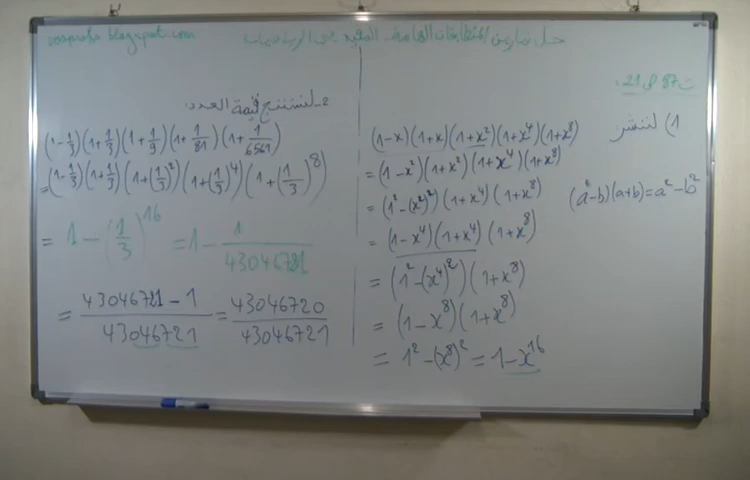 حل تمارين المتطابقات الهامة
ت 87 ص 21
1) لننشر
(1-x)(1+x)(1+x²)(1+x⁴)(1+x⁸)
=(1-x²)(1+x²)(1+x⁴)(1+x⁸)
=(1²-(x²)²)(1+x⁴)(1+x⁸)
(a-b)(a+b)=a²-b²
=(1-x⁴)(1+x⁴)(1+x⁸)
=(1²-(x⁴)²)(1+x⁸)
=(1-x⁸)(1+x⁸)
=1²-(x⁸)²=1-x¹⁶
2- لنستنتج قيمة العدد:
(1-1/3)(1+1/3)(1+1/9)(1+1/81)(1+1/6561)
=(1-1/3)(1+1/3)(1+(1/3)²)(1+(1/3)⁴)(1+(1/3)⁸)
=1-(1/3)¹⁶=1-1/43046721
=43046721-1/43046721=43046720/43046721